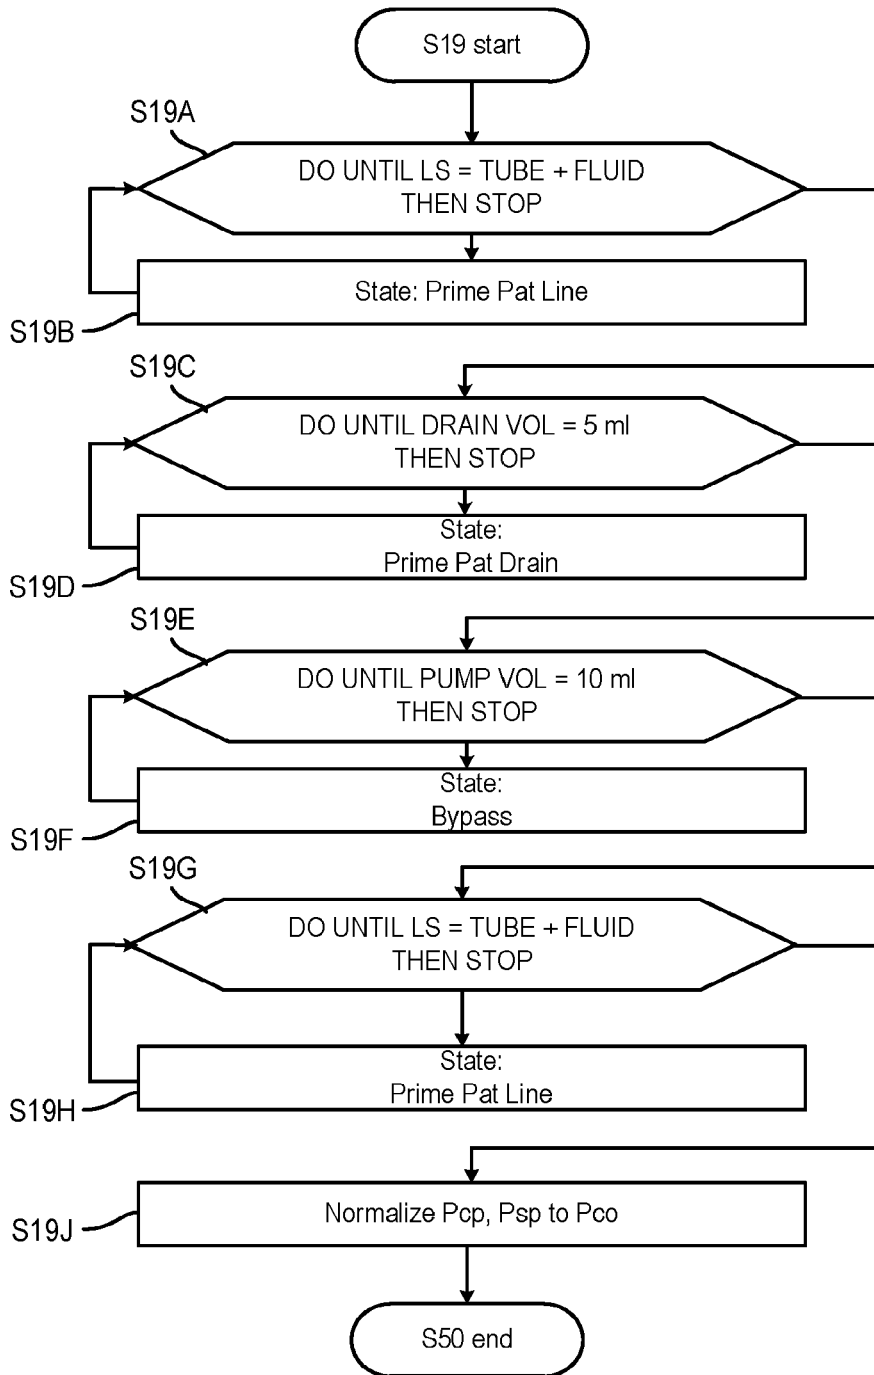 S19 start
S19A
DO UNTIL LS = TUBE + FLUID
THEN STOP
State: Prime Pat Line
S19B
S19C
DO UNTIL DRAIN VOL = 5 ml
THEN STOP
State:
Prime Pat Drain
S19D
S19E
DO UNTIL PUMP VOL = 10 ml
THEN STOP
State:
Bypass
S19F
S19G
DO UNTIL LS = TUBE + FLUID
THEN STOP
State:
Prime Pat Line
S19H
Normalize Pcp, Psp to Pco
S19J
S50 end